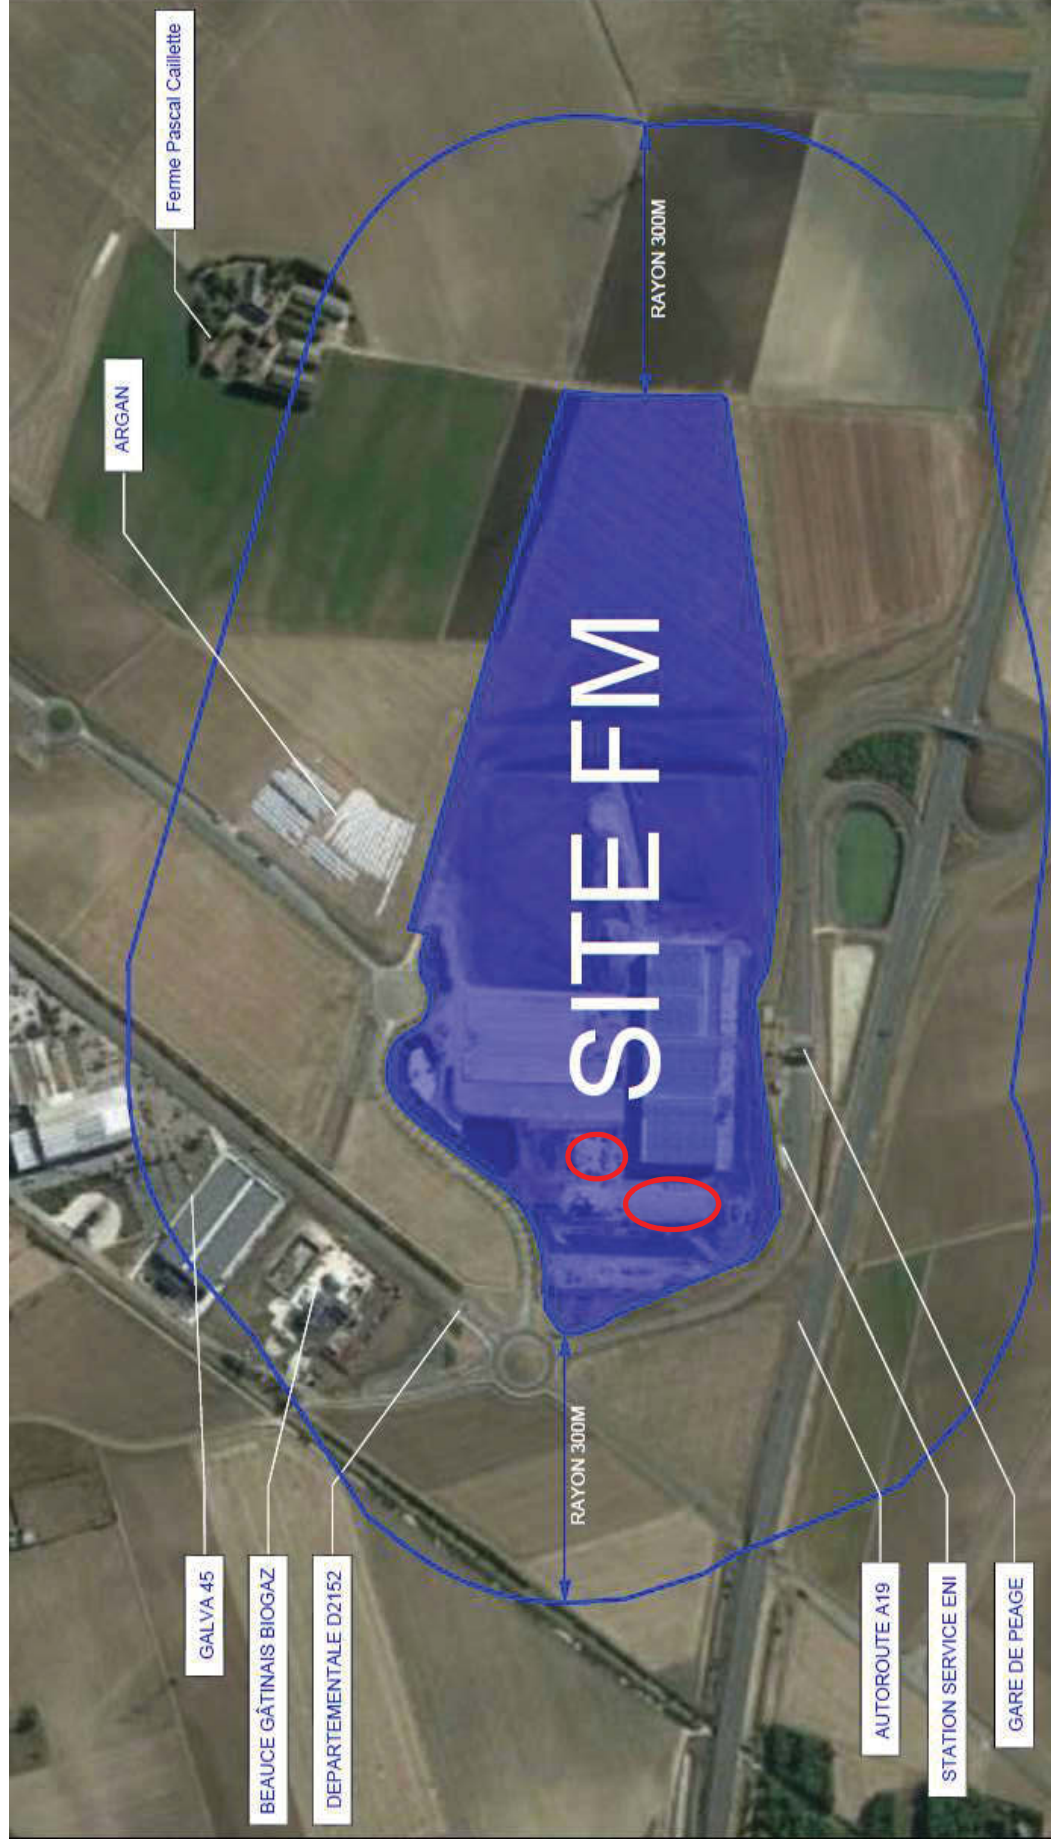 GALVA 45
BEAUCE GÂTINAIS BIOGAZ
DEPARTEMENTALE D2152
ARGAN
Ferme Pascal Caillette
RAYON 300M
SITE FM
RAYON 300M
AUTOROUTE A19
STATION SERVICE ENI
GARE DE PEAGE